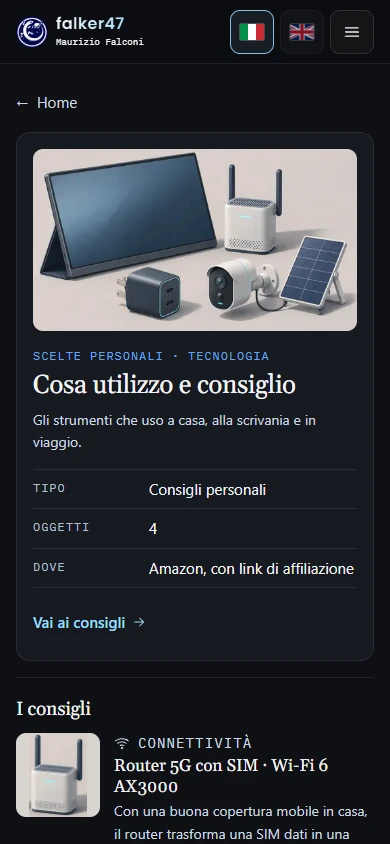 falker47
Maurizio Falconi
← Home
SCELTE PERSONALI · TECNOLOGIA
Cosa utilizzo e consiglio
Gli strumenti che uso a casa, alla scrivania e in
viaggio.
TIPO Consigli personali
OGGETTI 4
DOVE Amazon, con link di affiliazione
Vai ai consigli →
I consigli
CONNETTIVITÀ
Router 5G con SIM · Wi-Fi 6
AX3000
Con una buona copertura mobile in casa,
il router trasforma una SIM dati in una